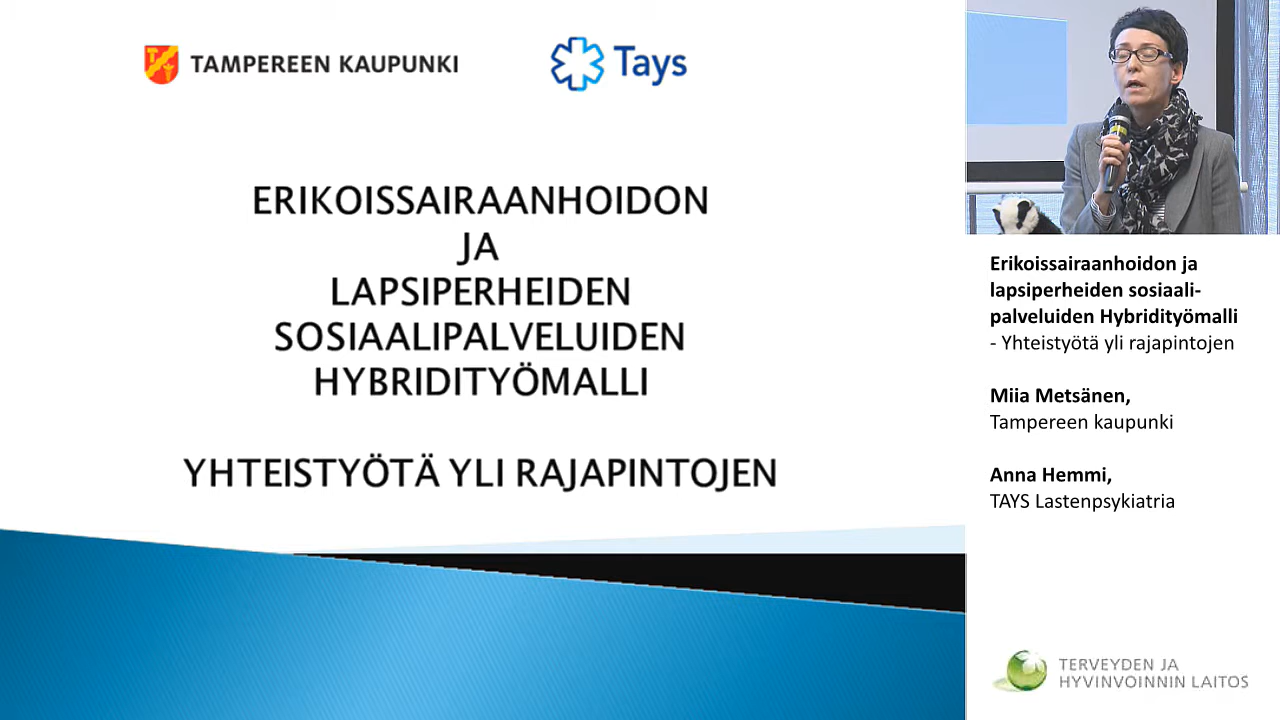 TAMPEREEN KAUPUNKI
Tays
ERIKOISSAIRAANHOIDON
JA
LAPSIPERHEIDEN
SOSIAALIPALVELUIDEN
HYBRIDITYÖMALLI
YHTEISTYÖTÄ YLI RAJAPINTOJEN
Erikoissairaanhoidon ja
lapsiperheiden sosiaali-
palveluiden Hybridityömalli
- Yhteistyötä yli rajapintojen
Miia Metsänen,
Tampereen kaupunki
Anna Hemmi,
TAYS Lastenpsykiatria
TERVEYDEN JA
HYVINVOINNIN LAITOS